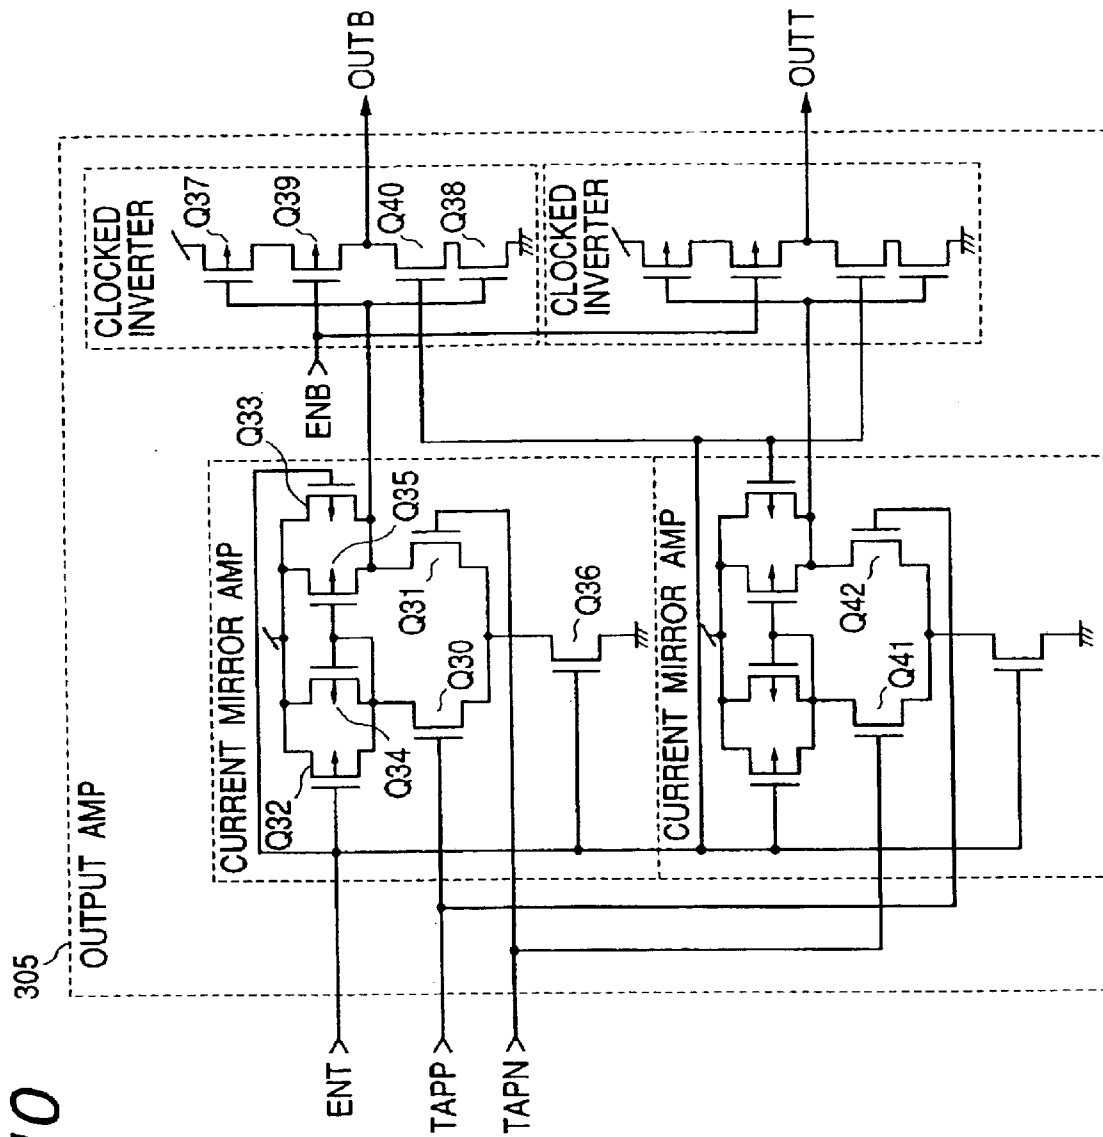 305
OUTPUT AMP
CLOCKED
INVERTER
Q37
Q39
Q40
Q38
OUTB
ENB
Q33
Q35
Q31
Q36
Q30
Q34
Q32
CURRENT MIRROR AMP
CLOCKED
INVERTER
OUTT
CURRENT MIRROR AMP
Q42
Q41
ENT
TAPP
TAPN